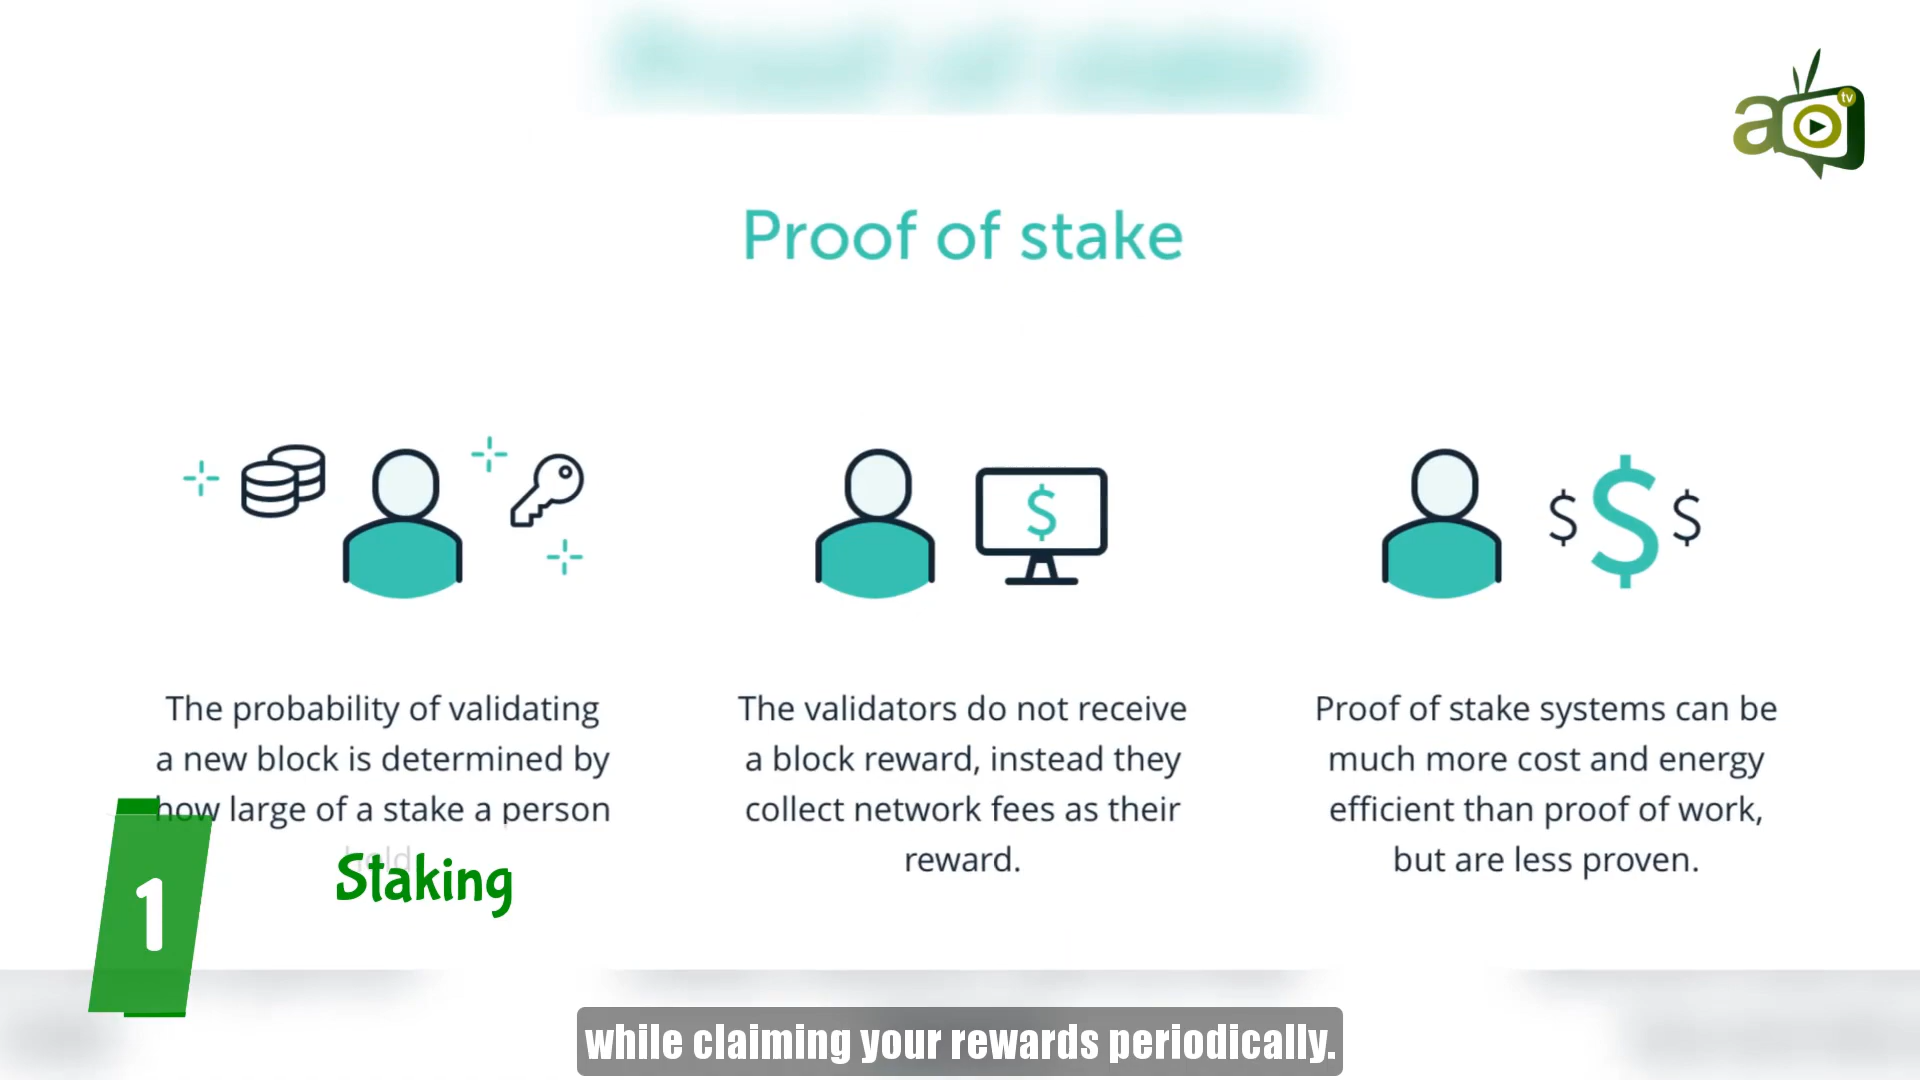 ao
tv
Proof of stake
$
$ $ $
The probability of validating
a new block is determined by
how large of a stake a person
hold
The validators do not receive
a block reward, instead they
collect network fees as their
reward.
Proof of stake systems can be
much more cost and energy
efficient than proof of work,
but are less proven.
1
Staking
while claiming your rewards periodically.